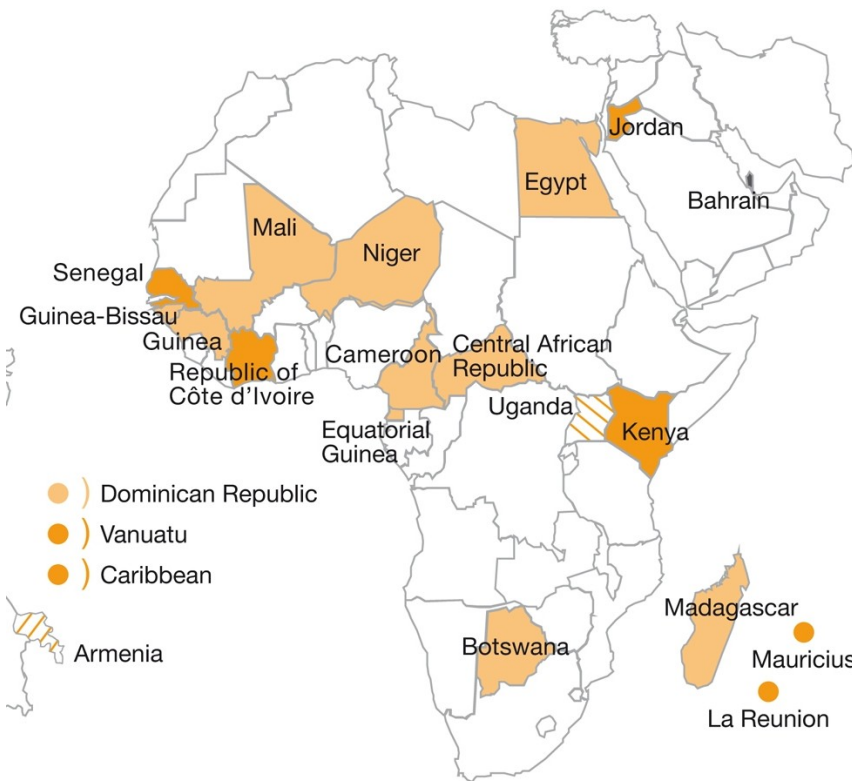 Jordan
Egypt
Bahrain
Mali
Niger
Senegal
Guinea-Bissau
Guinea
Cameroon
Central African
Republic
Republic of
Côte d'Ivoire
Uganda
Kenya
Equatorial
Guinea
) Dominican Republic
) Vanuatu
) Caribbean
Armenia
Madagascar
Botswana
Mauricius
La Reunion